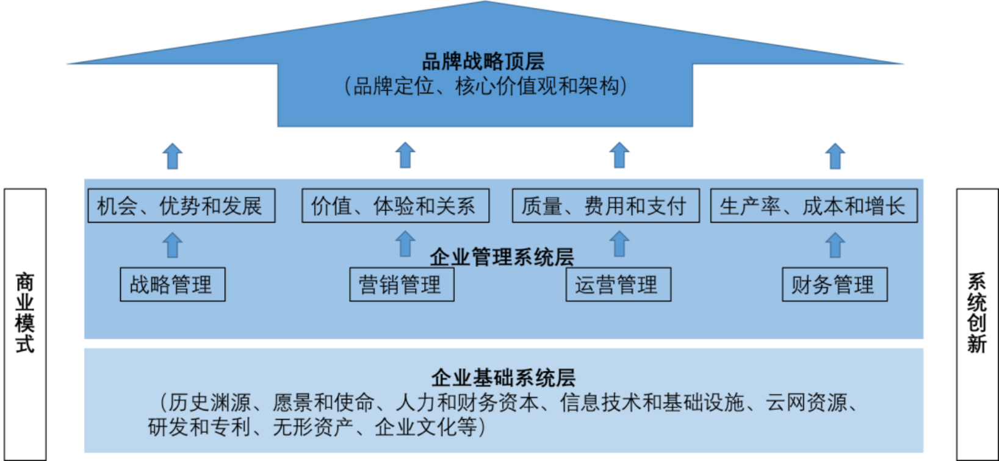 品牌战略顶层
（品牌定位、核心价值观和架构）
机会、优势和发展
价值、体验和关系
质量、费用和支付
生产率、成本和增长
企业管理系统层
战略管理
营销管理
运营管理
财务管理
商业模式
系统创新
企业基础系统层
（历史渊源、愿景和使命、人力和财务资本、信息技术和基础设施、云网资源、
研发和专利、无形资产、企业文化等）